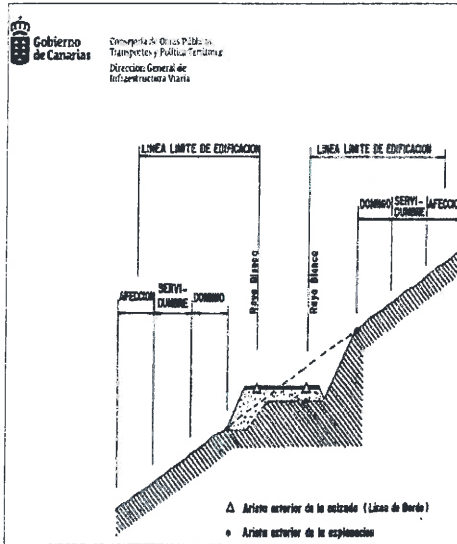 Gobierno
de Canarias
Consejería de Obras Públicas,
Transportes y Política Territorial
Dirección General de
Infraestructura Viaria
LINEA LIMITE DE EDIFICACION
LINEA LIMITE DE EDIFICACION
DOMINIO
SERVI-
DUMBRE
AFECCIO
Raya Blanca
Raya Blanca
AFECCION
SERVI-
DUMBRE
DOMINIO
Arista exterior de la calzada (Linea de Borde)
Arista exterior de la explanacion